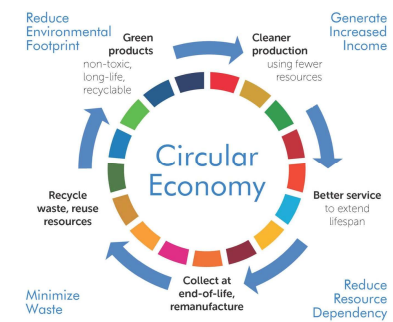 Reduce
Environmental
Footprint
Generate
Increased
Income
Green
products
non-toxic,
long-life,
recyclable
Cleaner
production
using fewer
resources
Circular
Economy
Recycle
waste, reuse
resources
Better service
to extend
lifespan
Collect at
end-of-life,
remanufacture
Minimize
Waste
Reduce
Resource
Dependency